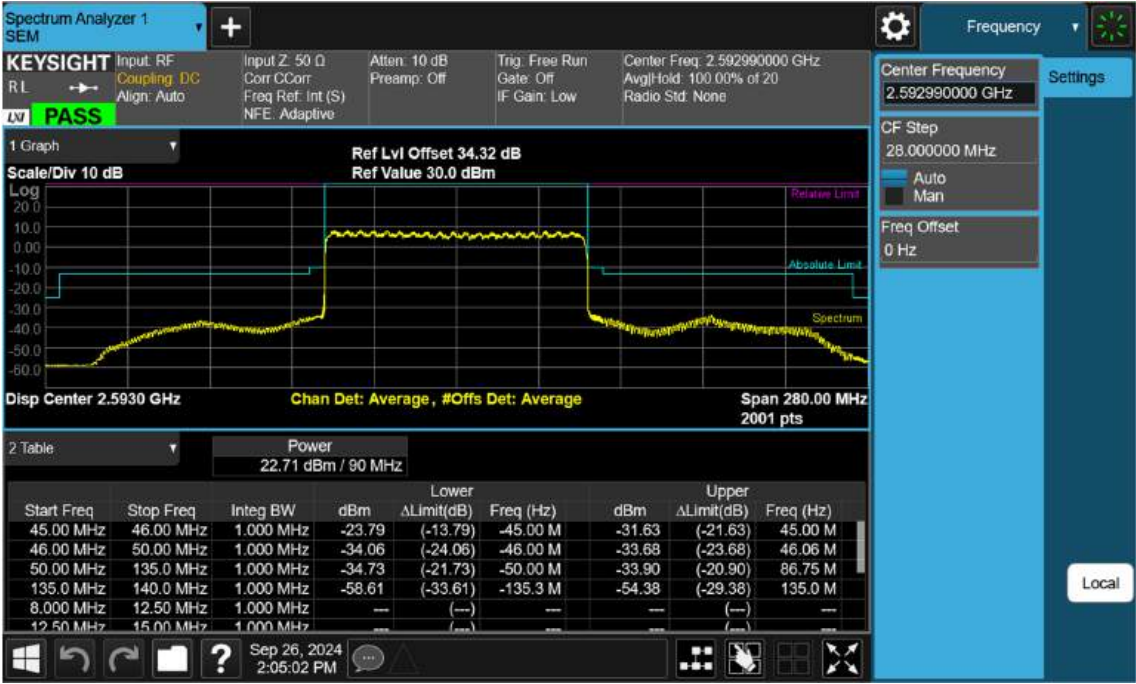 Spectrum Analyzer 1
SEM
Frequency
KEYSIGHT
Input: RF
Coupling: DC
Align: Auto
Input Z: 50 Ω
Corr CCorr
Freq Ref: Int (S)
NFE: Adaptive
Atten: 10 dB
Preamp: Off
Trig: Free Run
Gate: Off
IF Gain: Low
Center Freq: 2.592990000 GHz
Avg|Hold: 100.00% of 20
Radio Std: None
RL
LXI
PASS
Center Frequency
2.592990000 GHz
Settings
CF Step
28.000000 MHz
Auto
Man
Freq Offset
0 Hz
1 Graph
Ref Lvl Offset 34.32 dB
Scale/Div 10 dB
Ref Value 30.0 dBm
Log
Relative Limit
20.0
10.0
0.00
-10.0
Absolute Limit
-20.0
-30.0
Spectrum
-40.0
-50.0
-60.0
Disp Center 2.5930 GHz
Chan Det: Average, #Offs Det: Average
Span 280.00 MHz
2001 pts
2 Table
Power
22.71 dBm / 90 MHz
Lower Upper
Start Freq Stop Freq Integ BW dBm ΔLimit(dB) Freq (Hz) dBm ΔLimit(dB) Freq (Hz)
45.00 MHz 46.00 MHz 1.000 MHz -23.79 (-13.79) -45.00 M -31.63 (-21.63) 45.00 M
46.00 MHz 50.00 MHz 1.000 MHz -34.06 (-24.06) -46.00 M -33.68 (-23.68) 46.06 M
50.00 MHz 135.0 MHz 1.000 MHz -34.73 (-21.73) -50.00 M -33.90 (-20.90) 86.75 M
135.0 MHz 140.0 MHz 1.000 MHz -58.61 (-33.61) -135.3 M -54.38 (-29.38) 135.0 M
8.000 MHz 12.50 MHz 1.000 MHz --- (---) --- --- (---) ---
12.50 MHz 15.00 MHz 1.000 MHz --- (---) --- --- (---) ---
Local
?
Sep 26, 2024
2:05:02 PM